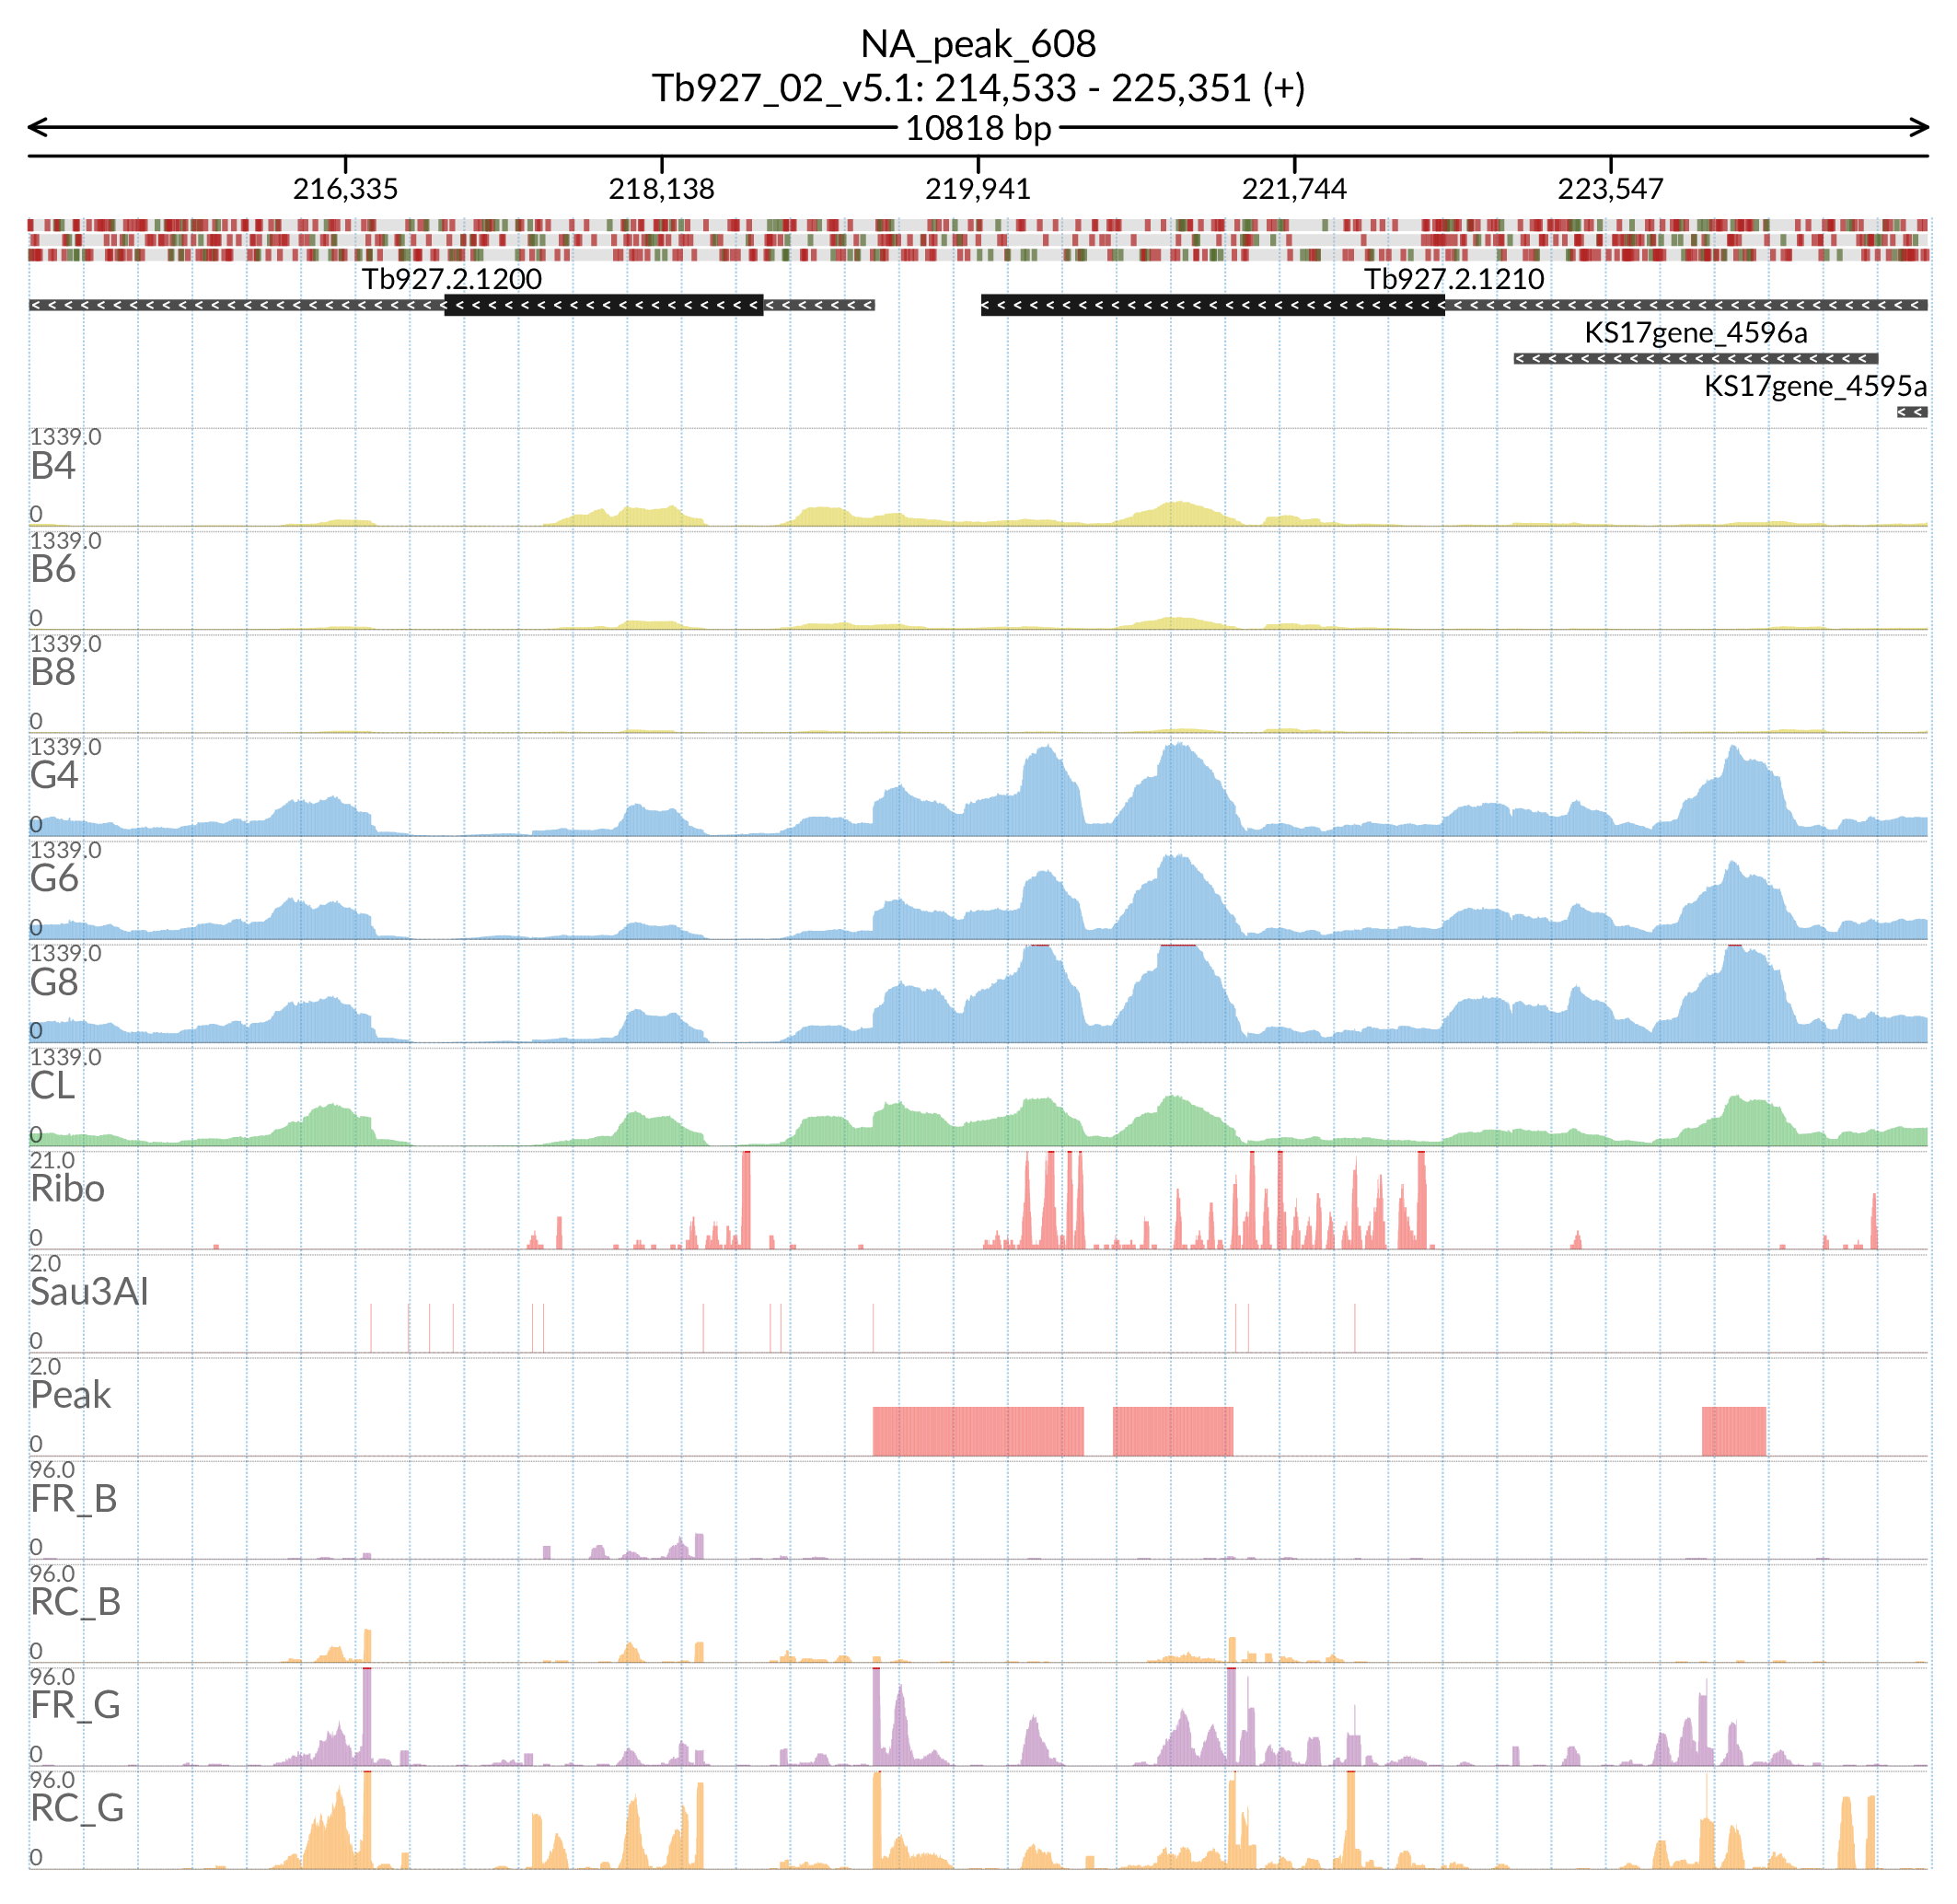 NA_peak_608
Tb927_02_v5.1: 214,533 - 225,351 (+)
10818 bp
216,335 218,138 219,941 221,744 223,547
Tb927.2.1200 Tb927.2.1210
KS17gene_4596a
KS17gene_4595a
1339.0
B4
0
1339.0
B6
0
1339.0
B8
0
1339.0
G4
0
1339.0
G6
0
1339.0
G8
0
1339.0
CL
0
21.0
Ribo
0
2.0
Sau3AI
0
2.0
Peak
0
96.0
FR_B
0
96.0
RC_B
0
96.0
FR_G
0
96.0
RC_G
0